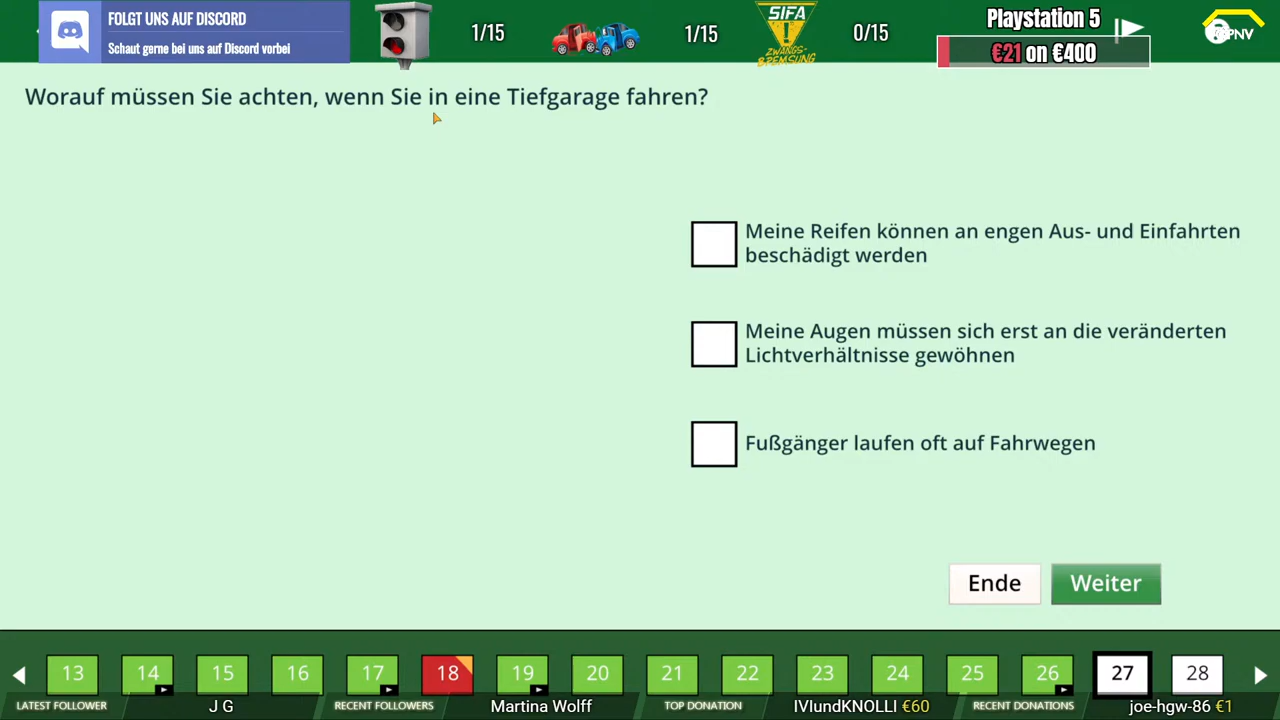 FOLGT UNS AUF DISCORD
Schaut gerne bei uns auf Discord vorbei
1/15
1/15
SIFA
ZWANGS-
BREMSUNG
0/15
Playstation 5
€21 on €400
Worauf müssen Sie achten, wenn Sie in eine Tiefgarage fahren?
Meine Reifen können an engen Aus- und Einfahrten
beschädigt werden
Meine Augen müssen sich erst an die veränderten
Lichtverhältnisse gewöhnen
Fußgänger laufen oft auf Fahrwegen
Ende
Weiter
13 14 15 16 17 18 19 20 21 22 23 24 25 26 27 28
LATEST FOLLOWER J G RECENT FOLLOWERS Martina Wolff TOP DONATION IVIundKNOLLI €60 RECENT DONATIONS joe-hgw-86 €1